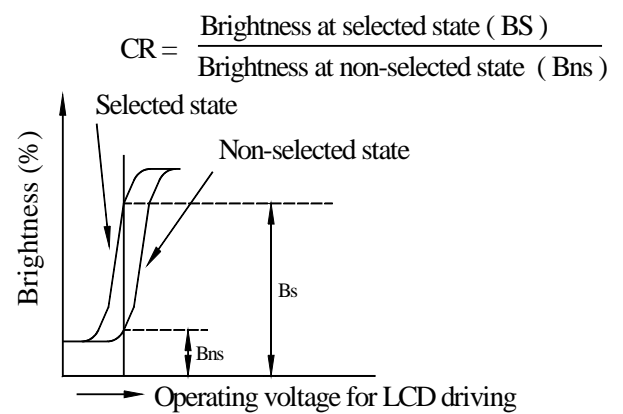 CR = Brightness at selected state ( BS )
Brightness at non-selected state ( Bns )
Selected state
Non-selected state
Brightness (%)
Bs
Bns
Operating voltage for LCD driving